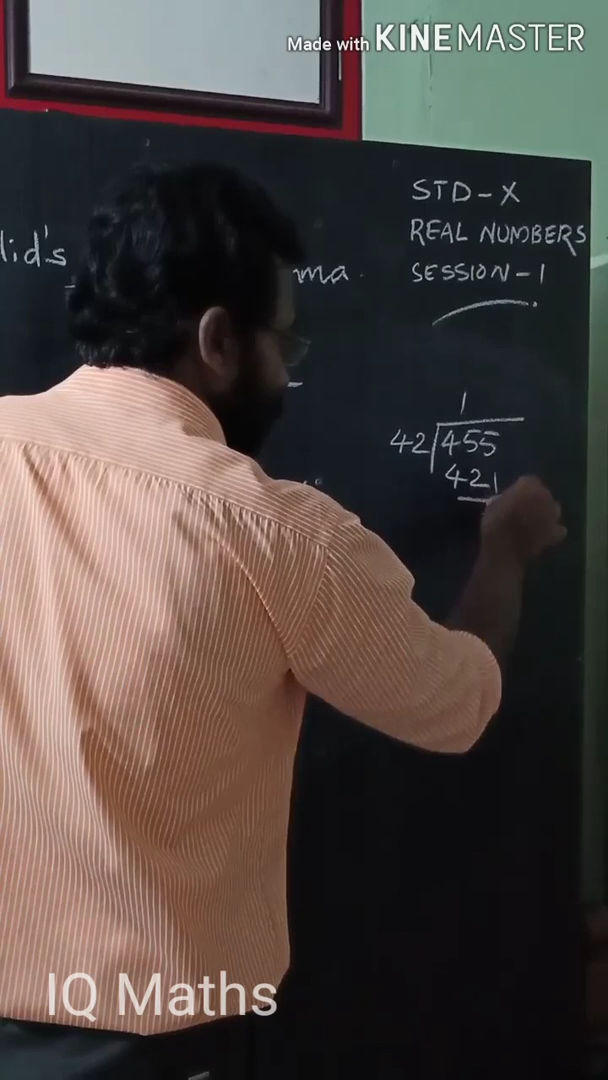 Made with KINEMASTER
STD-X
REAL NUMBERS
SESSION-1
lid's
ma.
1
42 455
421
IQ Maths